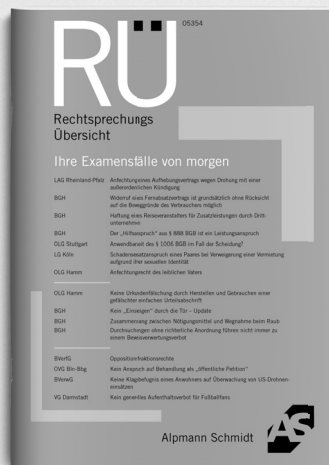 RÜ
05354
Rechtsprechungs
Übersicht
Ihre Examensfälle von morgen
LAG Rheinland-Pfalz Anfechtung eines Aufhebungsvertrags wegen Drohung mit einer
außerordentlichen Kündigung
BGH Widerruf eines Fernabsatzvertrags ist grundsätzlich ohne Rücksicht
auf die Beweggründe des Verbrauchers möglich
BGH Haftung eines Reiseveranstalters für Zusatzleistungen durch Dritt-
unternehmen
BGH Der „Hilfsanspruch" aus § 888 BGB ist ein Leistungsanspruch
OLG Stuttgart Anwendbarkeit des § 1006 BGB im Fall der Scheidung?
LG Köln Schadensersatzanspruch eines Paares bei Verweigerung einer Vermietung
aufgrund ihrer sexuellen Identität
OLG Hamm Anfechtungsrecht des leiblichen Vaters
OLG Hamm Keine Urkundenfälschung durch Herstellen und Gebrauchen einer
gefälschten einfachen Urteilsabschrift
BGH Kein „Einsteigen" durch die Tür – Update
BGH Zusammenhang zwischen Nötigungsmittel und Wegnahme beim Raub
BGH Durchsuchungen ohne richterliche Anordnung führen nicht immer zu
einem Beweisverwertungsverbot
BVerfG Oppositionsfraktionsrechte
OVG Bln-Bbg Kein Anspruch auf Behandlung als „öffentliche Petition"
BVerwG Keine Klagebefugnis eines Anwohners auf Überwachung von US-Drohnen-
einsätzen
VG Darmstadt Kein generelles Aufenthaltsverbot für Fußballfans
Alpmann Schmidt
AS